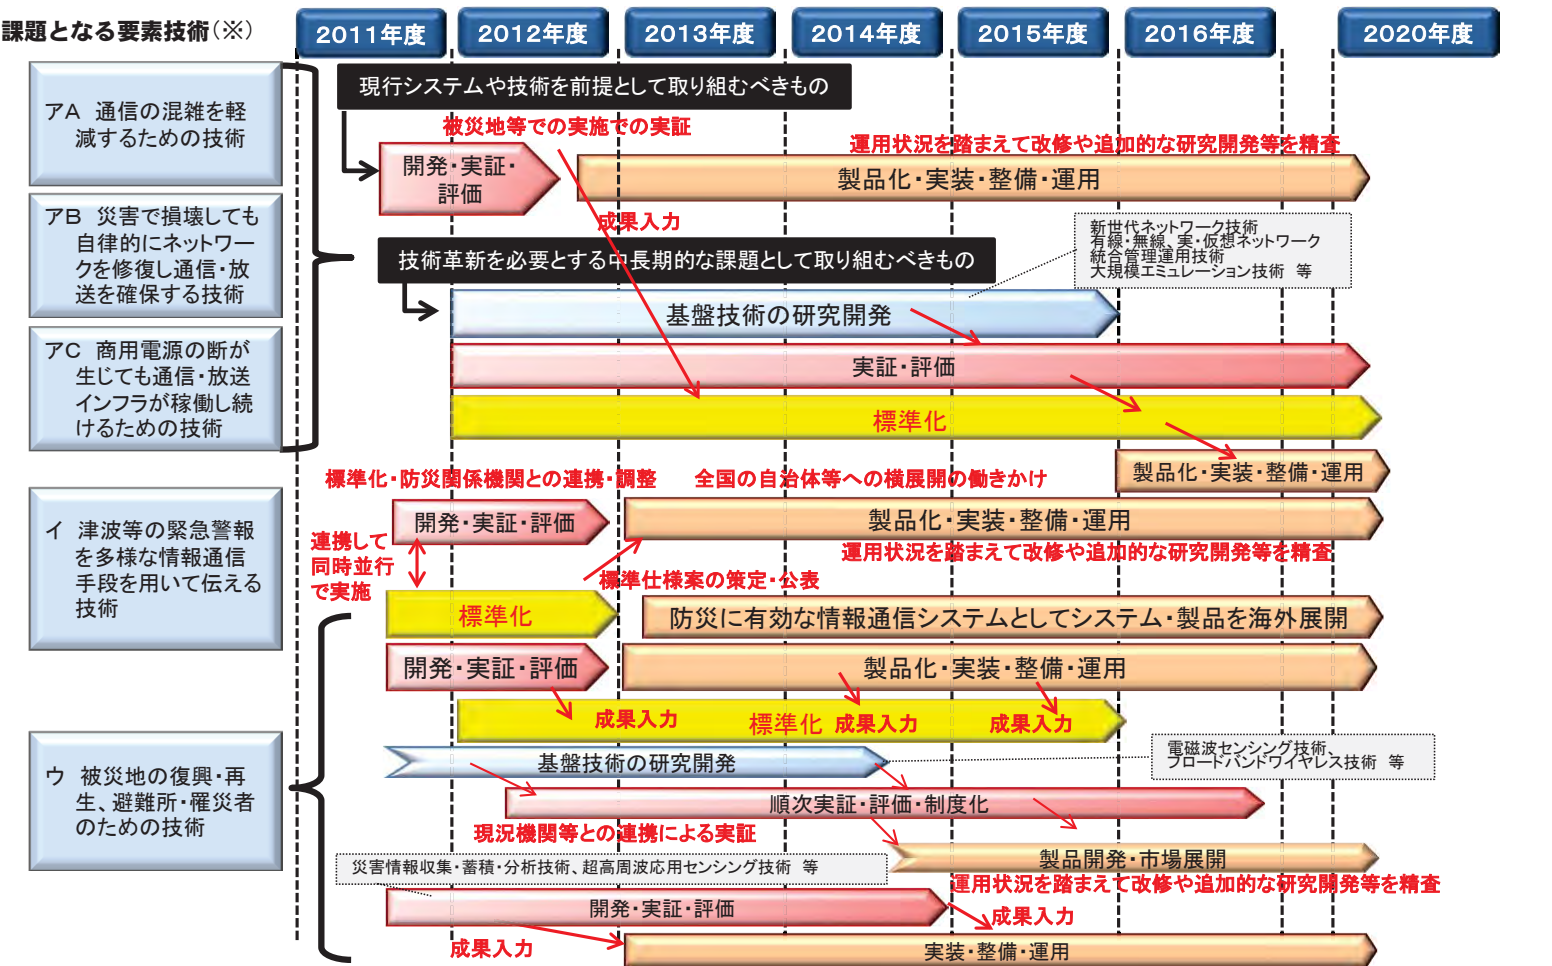 課題となる要素技術(※)
2011年度
2012年度
2013年度
2014年度
2015年度
2016年度
2020年度
アA 通信の混雑を軽
減するための技術
アB 災害で損壊しても
自律的にネットワー
クを修復し通信・放
送を確保する技術
アC 商用電源の断が
生じても通信・放送
インフラが稼働し続
けるための技術
現行システムや技術を前提として取り組むべきもの
被災地等での実施での実証
開発・実証・
評価
運用状況を踏まえて改修や追加的な研究開発等を精査
製品化・実装・整備・運用
成果入力
技術革新を必要とする中長期的な課題として取り組むべきもの
新世代ネットワーク技術
有線・無線、実・仮想ネットワーク
統合管理運用技術
大規模エミュレーション技術 等
基盤技術の研究開発
実証・評価
標準化
製品化・実装・整備・運用
イ 津波等の緊急警報
を多様な情報通信
手段を用いて伝える
技術
標準化・防災関係機関との連携・調整
全国の自治体等への横展開の働きかけ
開発・実証・評価
製品化・実装・整備・運用
連携して
同時並行
で実施
運用状況を踏まえて改修や追加的な研究開発等を精査
標準仕様案の策定・公表
標準化
防災に有効な情報通信システムとしてシステム・製品を海外展開
ウ 被災地の復興・再
生、避難所・罹災者
のための技術
開発・実証・評価
製品化・実装・整備・運用
成果入力
標準化
成果入力
成果入力
基盤技術の研究開発
電磁波センシング技術、
ブロードバンドワイヤレス技術 等
順次実証・評価・制度化
現況機関等との連携による実証
製品開発・市場展開
災害情報収集・蓄積・分析技術、超高周波応用センシング技術 等
運用状況を踏まえて改修や追加的な研究開発等を精査
開発・実証・評価
成果入力
成果入力
実装・整備・運用